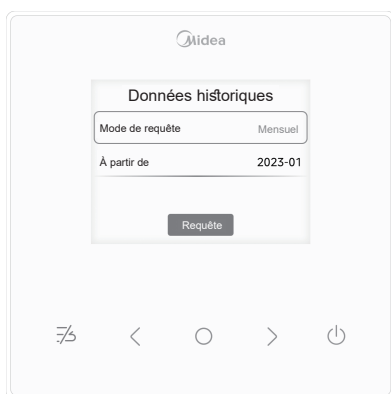 Midea
Données historiques
Mode de requête Mensuel
À partir de 2023-01
Requête